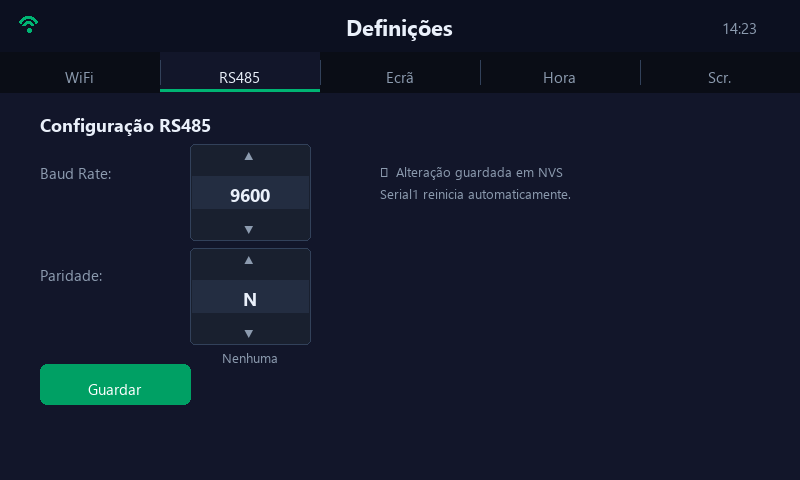 Definições
14:23
WiFi
RS485
Ecrã
Hora
Scr.
Configuração RS485
Baud Rate:
▲
9600
▼
Alteração guardada em NVS
Serial1 reinicia automaticamente.
Paridade:
▲
N
▼
Nenhuma
Guardar